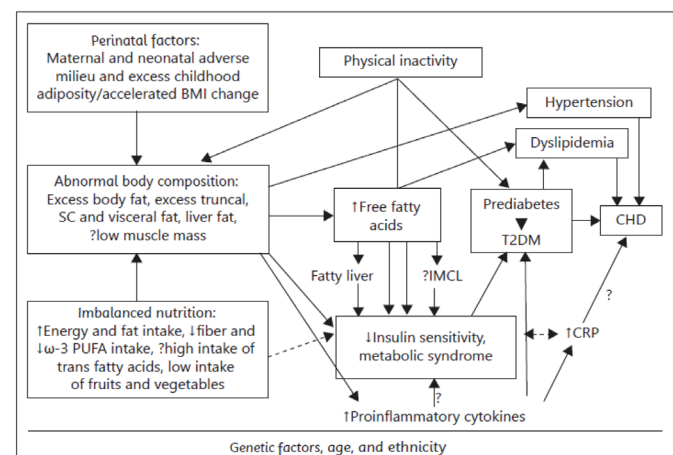 Perinatal factors:
Maternal and neonatal adverse
milieu and excess childhood
adiposity/accelerated BMI change
Physical inactivity
Hypertension
Dyslipidemia
Abnormal body composition:
Excess body fat, excess truncal,
SC and visceral fat, liver fat,
?low muscle mass
↑Free fatty
acids
Prediabetes
T2DM
CHD
Fatty liver
?IMCL
?
Imbalanced nutrition:
↑Energy and fat intake, ↓fiber and
↓ω-3 PUFA intake, ?high intake of
trans fatty acids, low intake
of fruits and vegetables
↓Insulin sensitivity,
metabolic syndrome
↑CRP
?
↑Proinflammatory cytokines
Genetic factors, age, and ethnicity